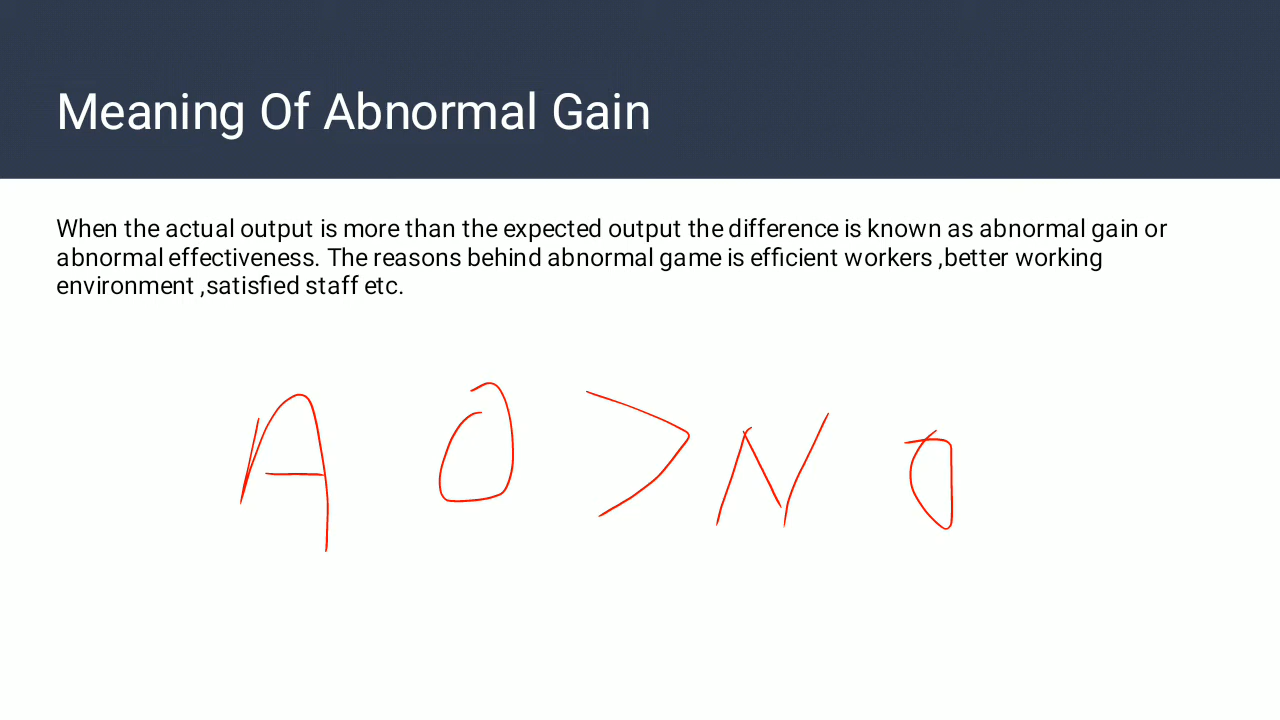 Meaning Of Abnormal Gain
When the actual output is more than the expected output the difference is known as abnormal gain or
abnormal effectiveness. The reasons behind abnormal game is efficient workers ,better working
environment ,satisfied staff etc.
A O > N O